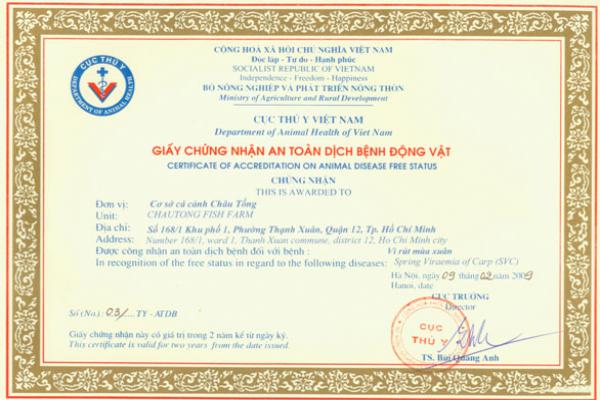 CỤC THÚ Y
DEPARTMENT OF ANIMAL HEALTH
CỘNG HOÀ XÃ HỘI CHỦ NGHĨA VIỆT NAM
Độc lập - Tự do - Hạnh phúc
SOCIALIST REPUBLIC OF VIETNAM
Independence - Freedom - Happiness
BỘ NÔNG NGHIỆP VÀ PHÁT TRIỂN NÔNG THÔN
Ministry of Agriculture and Rural Development
CỤC THÚ Y VIỆT NAM
Department of Animal Health of Viet Nam
GIẤY CHỨNG NHẬN AN TOÀN DỊCH BỆNH ĐỘNG VẬT
CERTIFICATE OF ACCREDITATION ON ANIMAL DISEASE FREE STATUS
CHỨNG NHẬN
THIS IS AWARDED TO
Đơn vị: Cơ sở cá cảnh Châu Tống
Unit: CHAUTONG FISH FARM
Địa chỉ: Số 168/1 Khu phố 1, Phường Thạnh Xuân, Quận 12, Tp. Hồ Chí Minh
Address: Number 168/1, ward 1, Thanh Xuan commune, district 12, Ho Chi Minh city
Được công nhận an toàn dịch bệnh đối với bệnh : Vi rút mùa xuân
In recognition of the free status in regard to the following diseases: Spring Viraemia of Carp (SVC)
Hà Nội, ngày 09 tháng 02 năm 2009
Hanoi, date
CỤC TRƯỞNG
Director
Số (No.): 03/... TY - ATDB
CỤC
THÚ Y
Giấy chứng nhận này có giá trị trong 2 năm kể từ ngày ký.
This certificate is valid for two years from the date issued.
TS. Bùi Quang Anh